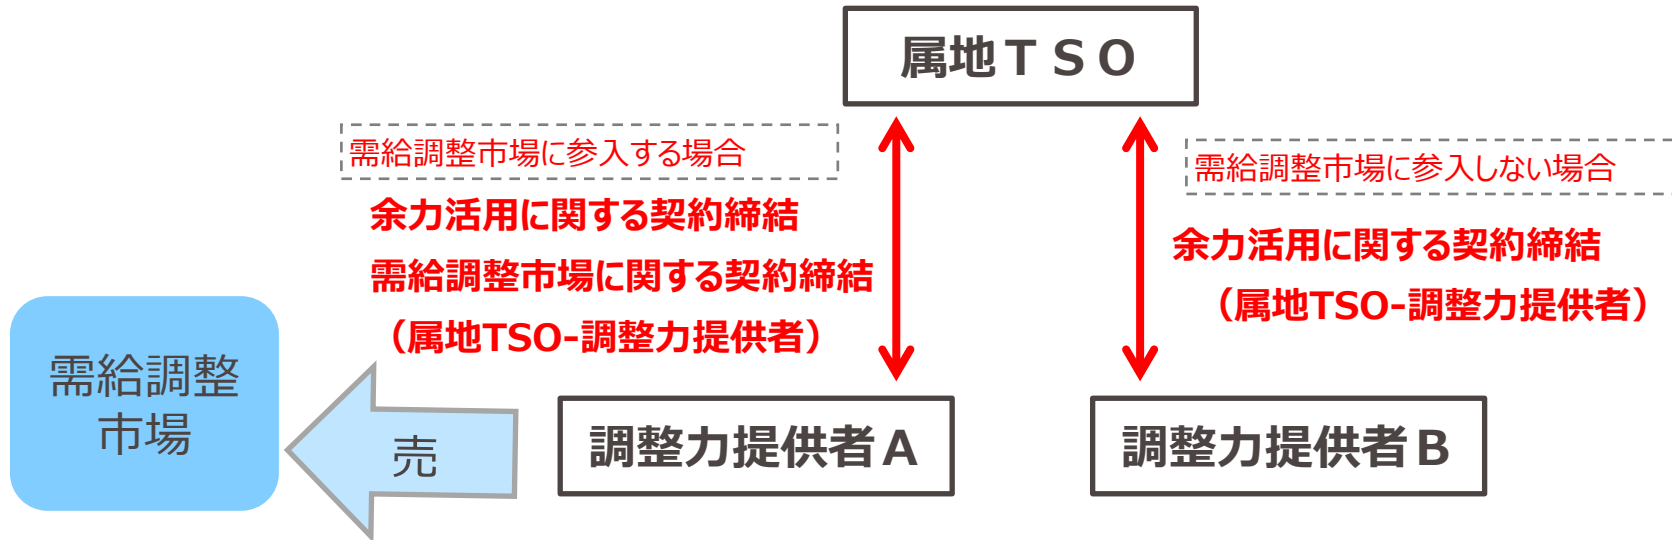 属地ＴＳＯ
需給調整市場に参入する場合
余力活用に関する契約締結
需給調整市場に関する契約締結
（属地TSO-調整力提供者）
需給調整市場に参入しない場合
余力活用に関する契約締結
（属地TSO-調整力提供者）
需給調整
市場
売
調整力提供者Ａ
調整力提供者Ｂ